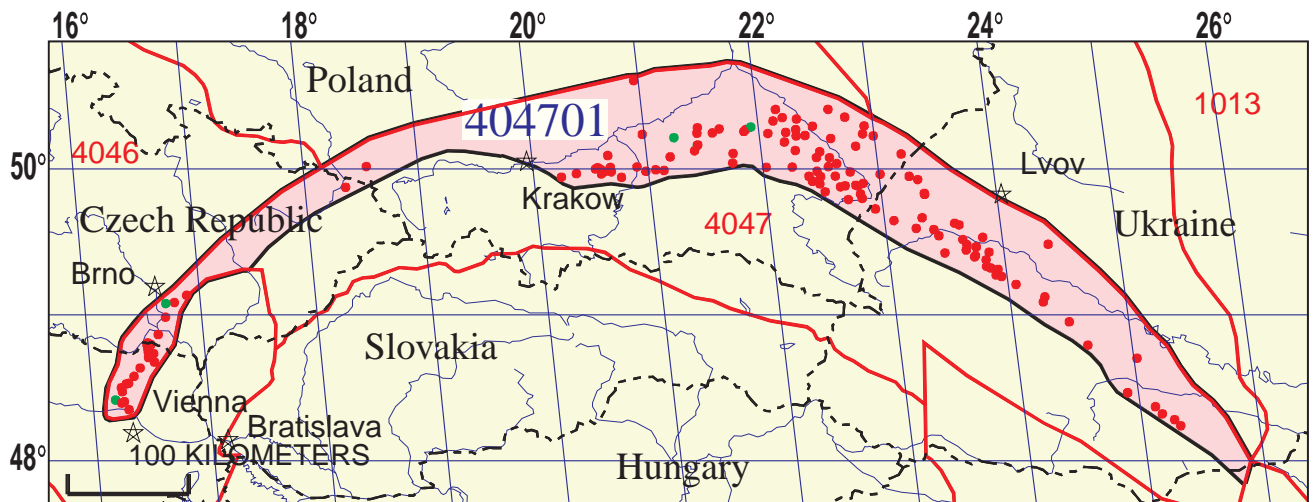 16° 18° 20° 22° 24° 26°
Poland
1013
404701
4046
50°
Lvov
Krakow
Czech Republic
4047
Ukraine
Brno
Slovakia
Vienna
Bratislava
100 KILOMETERS
Hungary
48°